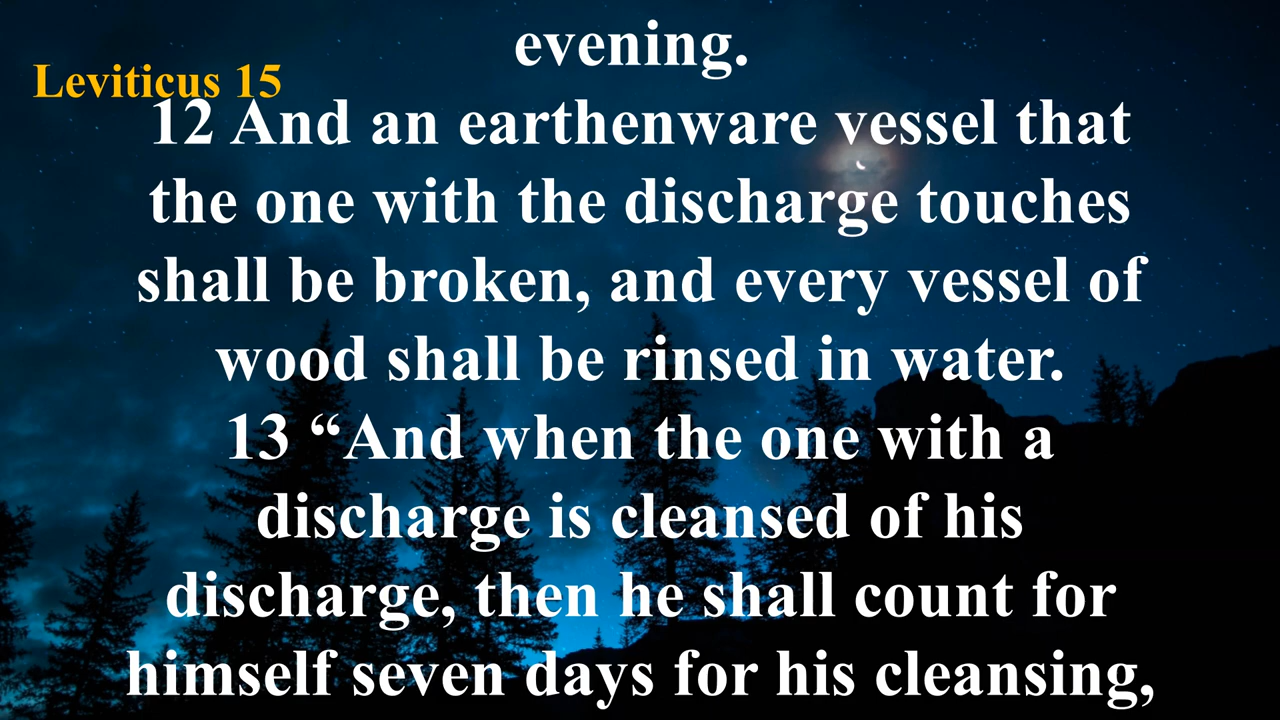 evening.
Leviticus 15
12 And an earthenware vessel that
the one with the discharge touches
shall be broken, and every vessel of
wood shall be rinsed in water.
13 “And when the one with a
discharge is cleansed of his
discharge, then he shall count for
himself seven days for his cleansing,